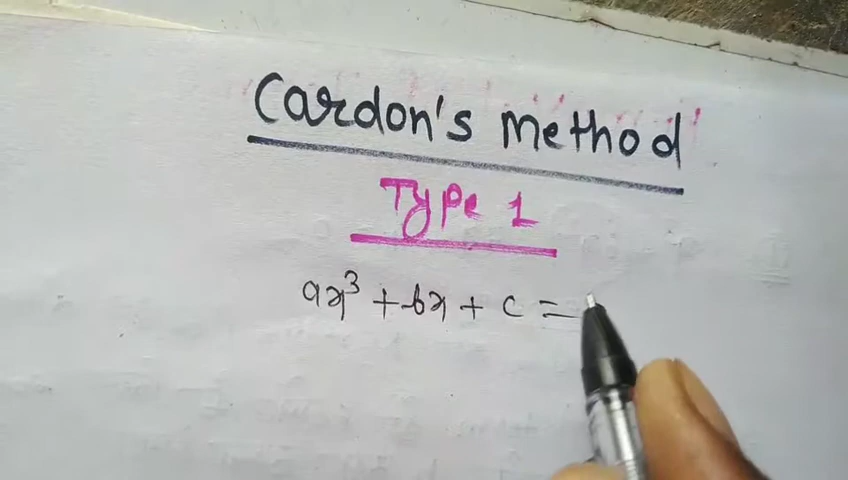 Cardon's method
Type 1
ax³ + bx + c =